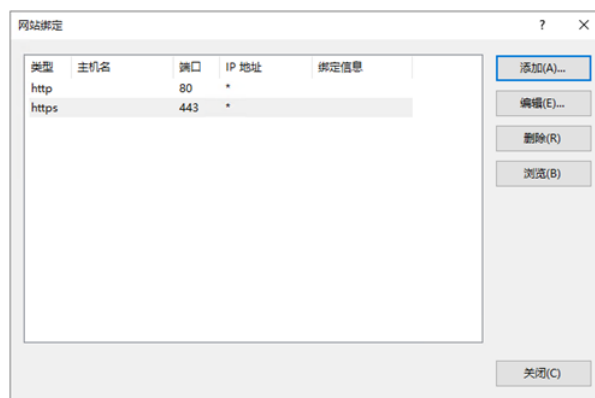 网站绑定 ? ×
类型 主机名 端口 IP 地址 绑定信息
http 80 *
https 443 *
添加(A)...
编辑(E)...
删除(R)
浏览(B)
关闭(C)